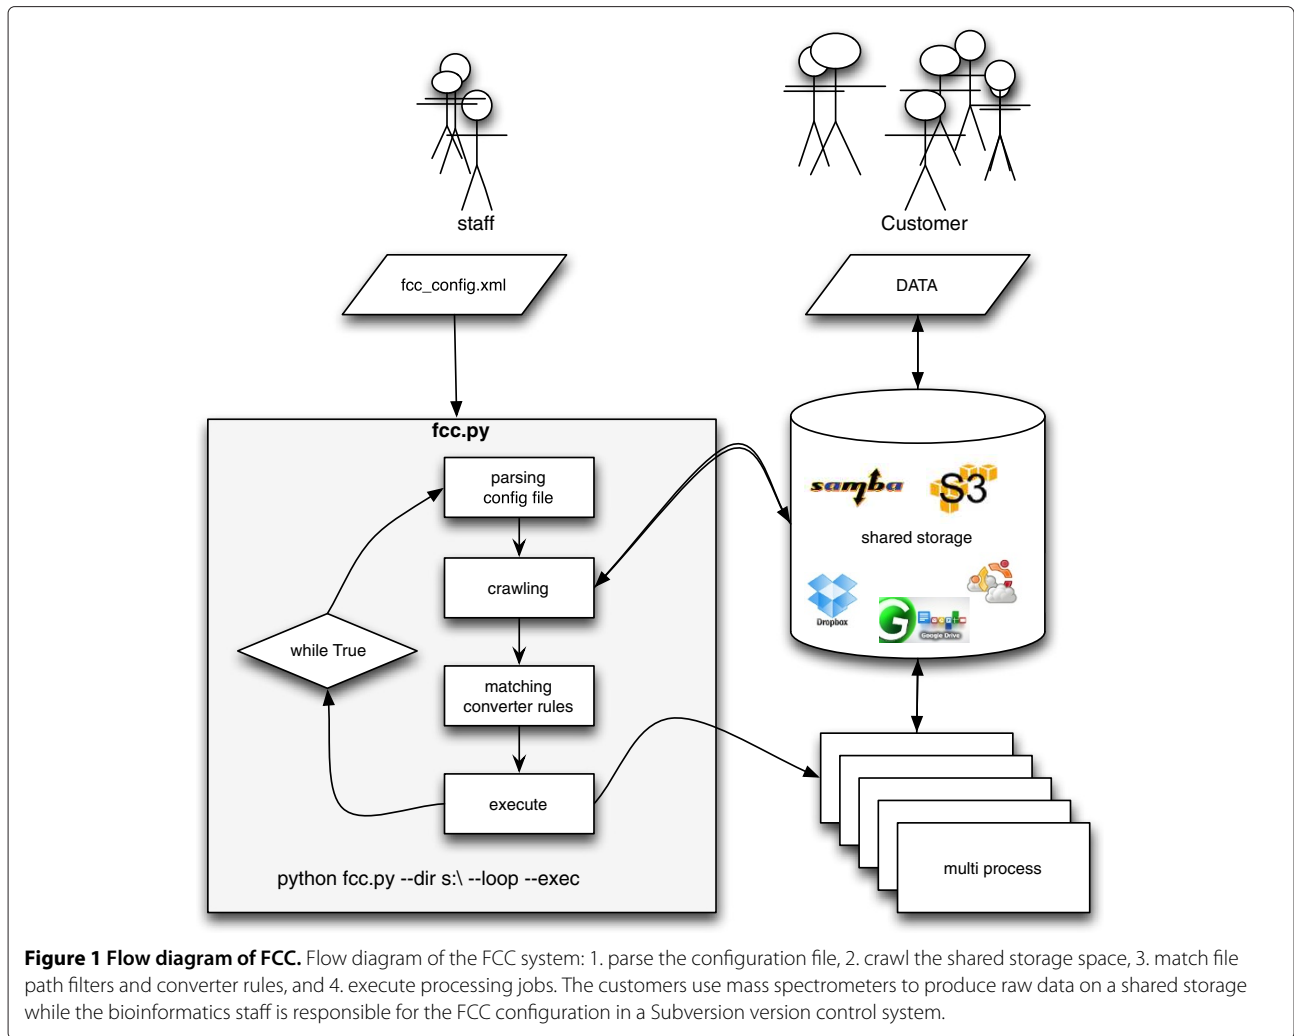 staff
Customer
fcc_config.xml
DATA
fcc.py
parsing
config file
crawling
while True
matching
converter rules
execute
python fcc.py --dir s:\ --loop --exec
samba
S3
shared storage
Dropbox
G
Google Drive
multi process
Figure 1 Flow diagram of FCC. Flow diagram of the FCC system: 1. parse the configuration file, 2. crawl the shared storage space, 3. match file
path filters and converter rules, and 4. execute processing jobs. The customers use mass spectrometers to produce raw data on a shared storage
while the bioinformatics staff is responsible for the FCC configuration in a Subversion version control system.